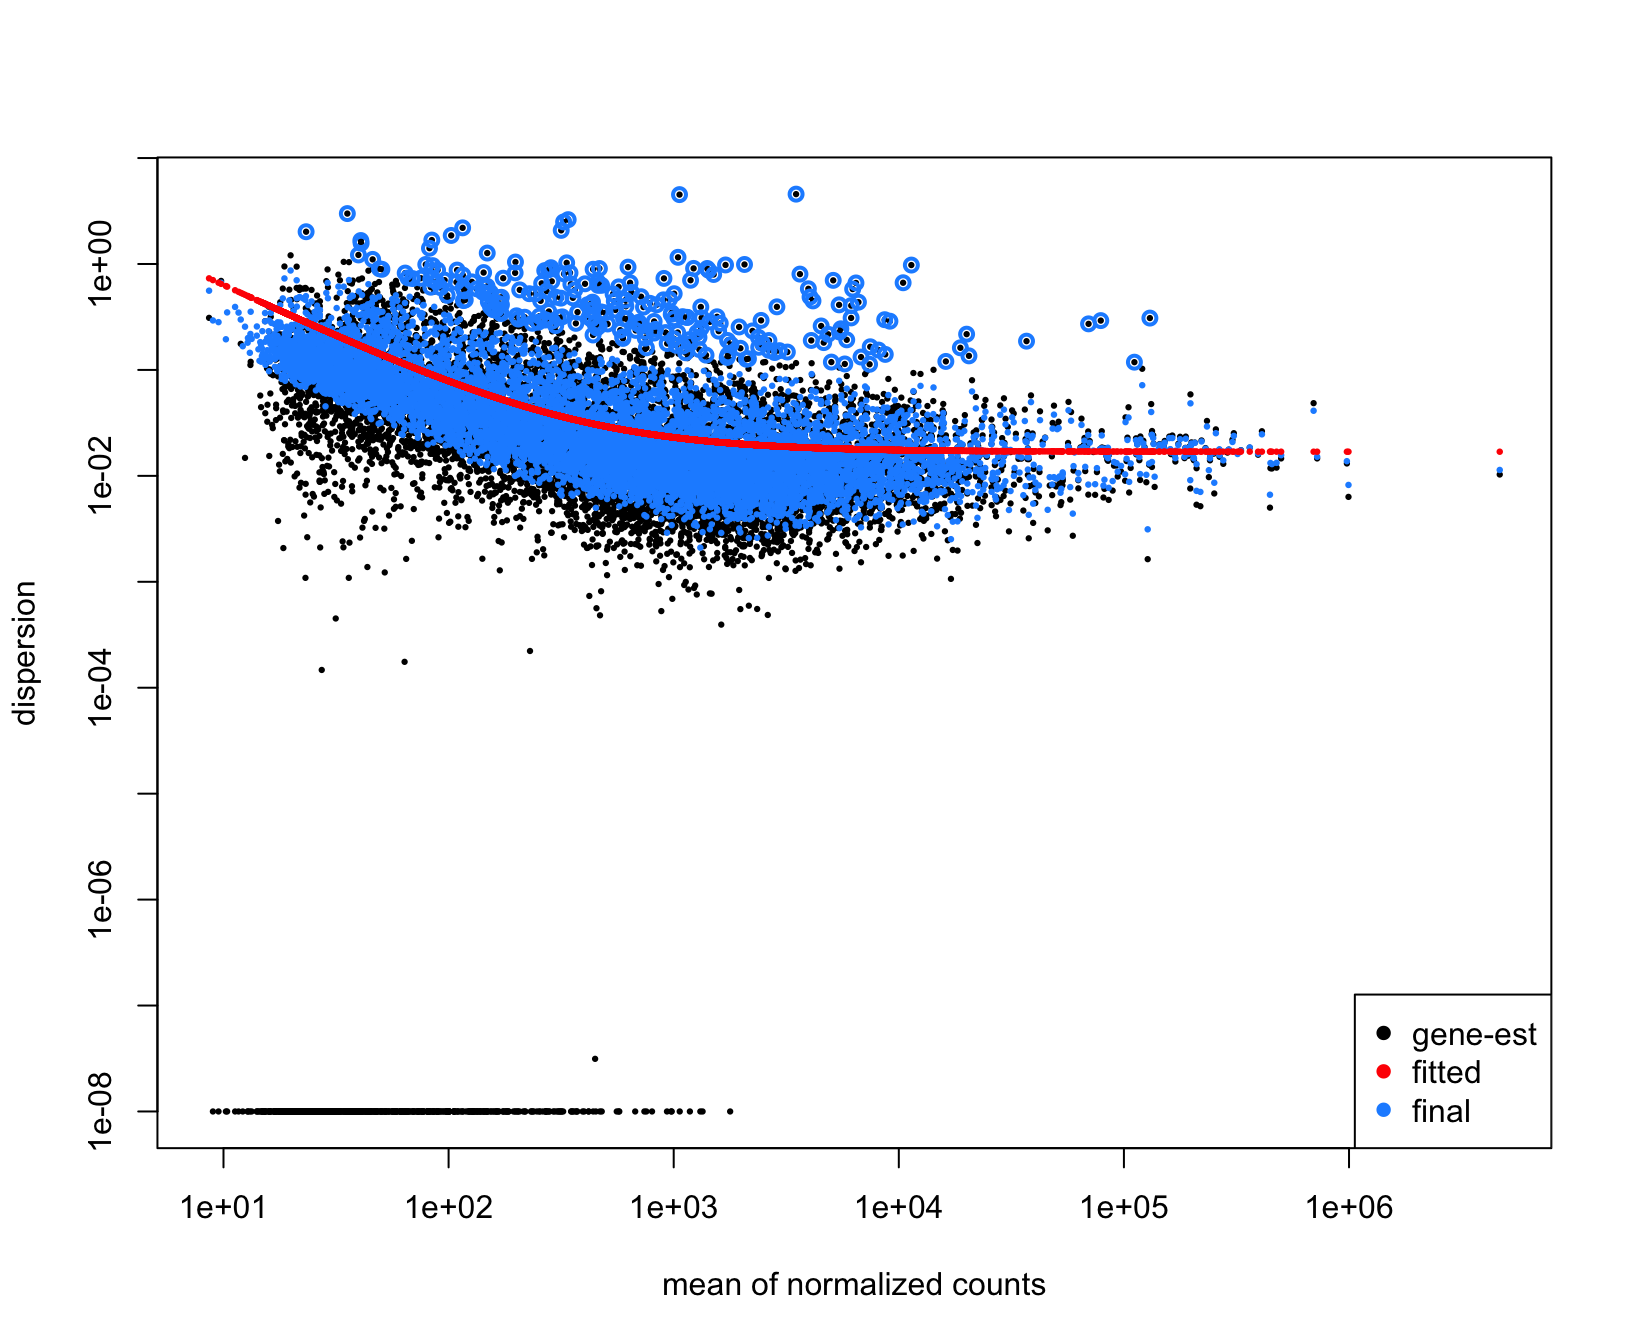 dispersion
1e+00
1e-02
1e-04
1e-06
1e-08
1e+01 1e+02 1e+03 1e+04 1e+05 1e+06
mean of normalized counts
gene-est
fitted
final